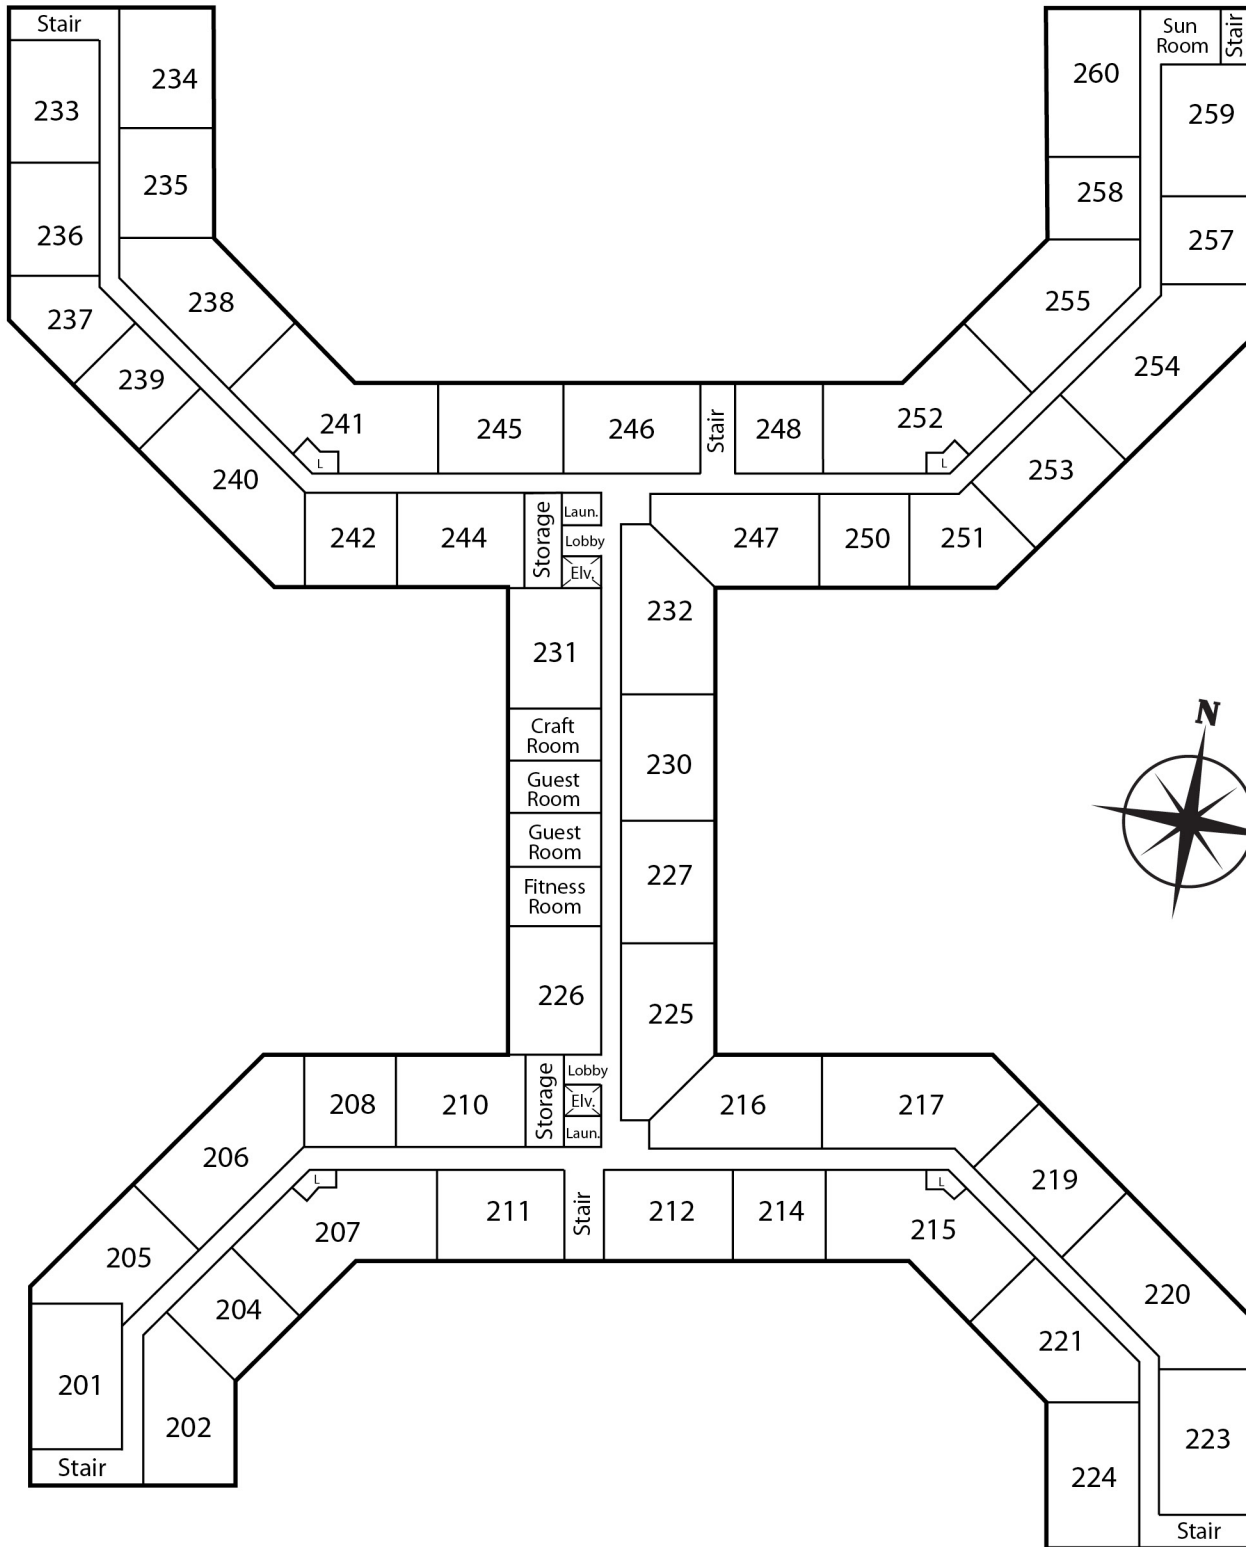 Stair
234
233
235
236
238
237
239
241
240
245
246
Stair
248
252
Sun
Room
Stair
260
259
258
257
255
254
253
L
L
242
244
Storage
Laun.
Lobby
Elv.
247
250
251
232
231
Craft
Room
230
Guest
Room
Guest
Room
227
Fitness
Room
226
225
N
208
210
Storage
Lobby
Elv.
Laun.
216
217
206
219
L
L
205
207
211
Stair
212
214
215
204
220
221
201
202
Stair
223
224
Stair